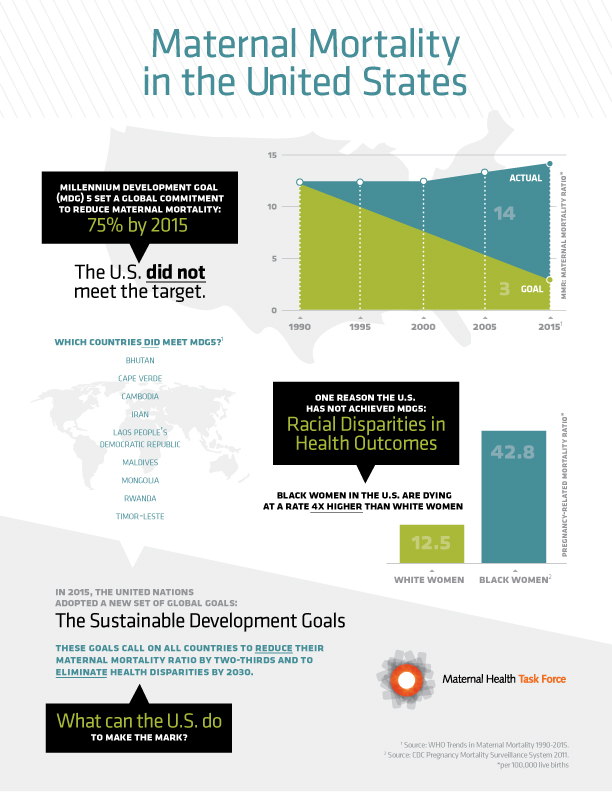 Maternal Mortality
in the United States
MILLENNIUM DEVELOPMENT GOAL
(MDG) 5 SET A GLOBAL COMMITMENT
TO REDUCE MATERNAL MORTALITY:
75% by 2015
The U.S. did not
meet the target.
15
10
5
0
ACTUAL
14
3
GOAL
MMR: MATERNAL MORTALITY RATIO*
1990
1995
2000
2005
2015¹
WHICH COUNTRIES DID MEET MDG5?¹
BHUTAN
CAPE VERDE
CAMBODIA
IRAN
LAOS PEOPLE'S
DEMOCRATIC REPUBLIC
MALDIVES
MONGOLIA
RWANDA
TIMOR-LESTE
ONE REASON THE U.S.
HAS NOT ACHIEVED MDG5:
Racial Disparities in
Health Outcomes
BLACK WOMEN IN THE U.S. ARE DYING
AT A RATE 4X HIGHER THAN WHITE WOMEN
12.5
42.8
WHITE WOMEN
BLACK WOMEN²
PREGNANCY-RELATED MORTALITY RATIO*
IN 2015, THE UNITED NATIONS
ADOPTED A NEW SET OF GLOBAL GOALS:
The Sustainable Development Goals
THESE GOALS CALL ON ALL COUNTRIES TO REDUCE THEIR
MATERNAL MORTALITY RATIO BY TWO-THIRDS AND TO
ELIMINATE HEALTH DISPARITIES BY 2030.
What can the U.S. do
TO MAKE THE MARK?
Maternal Health Task Force
¹ Source: WHO Trends in Maternal Mortality 1990-2015.
² Source: CDC Pregnancy Mortality Surveillance System 2011.
*per 100,000 live births